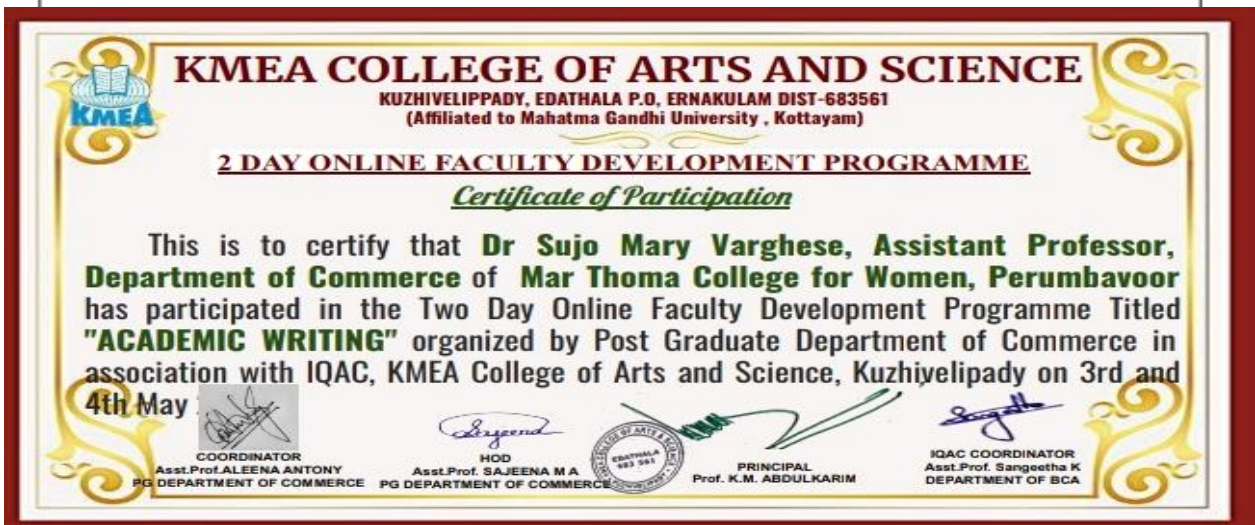 KMEA COLLEGE OF ARTS AND SCIENCE
KUZHIVELIPPADY, EDATHALA P.O, ERNAKULAM DIST-683561
(Affiliated to Mahatma Gandhi University , Kottayam)
KMEA
2 DAY ONLINE FACULTY DEVELOPMENT PROGRAMME
Certificate of Participation
This is to certify that Dr Sujo Mary Varghese, Assistant Professor,
Department of Commerce of Mar Thoma College for Women, Perumbavoor
has participated in the Two Day Online Faculty Development Programme Titled
"ACADEMIC WRITING" organized by Post Graduate Department of Commerce in
association with IQAC, KMEA College of Arts and Science, Kuzhivelipady on 3rd and
4th May
COORDINATOR
Asst.Prof.ALEENA ANTONY
PG DEPARTMENT OF COMMERCE
HOD
Asst.Prof. SAJEENA M A
PG DEPARTMENT OF COMMERCE
EDATHALA
683 561
PRINCIPAL
Prof. K.M. ABDULKARIM
IQAC COORDINATOR
Asst.Prof. Sangeetha K
DEPARTMENT OF BCA